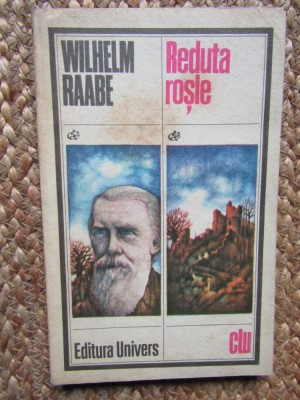 WILHELM
RAABE
Reduta
roșie
Editura Univers
clu